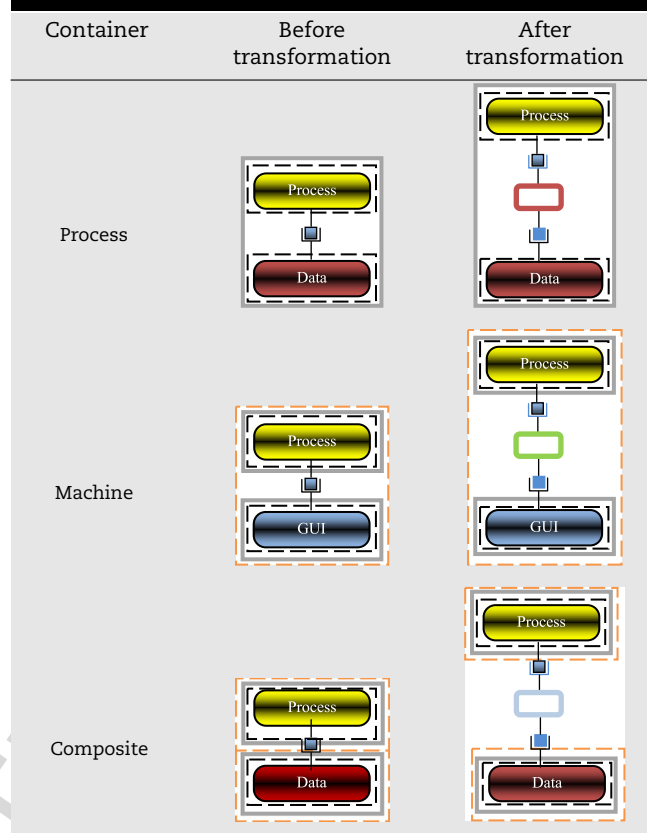 Container
Before
transformation
After
transformation
Process
Process
Data
Process
Data
Machine
Process
GUI
Process
GUI
Composite
Process
Data
Process
Data